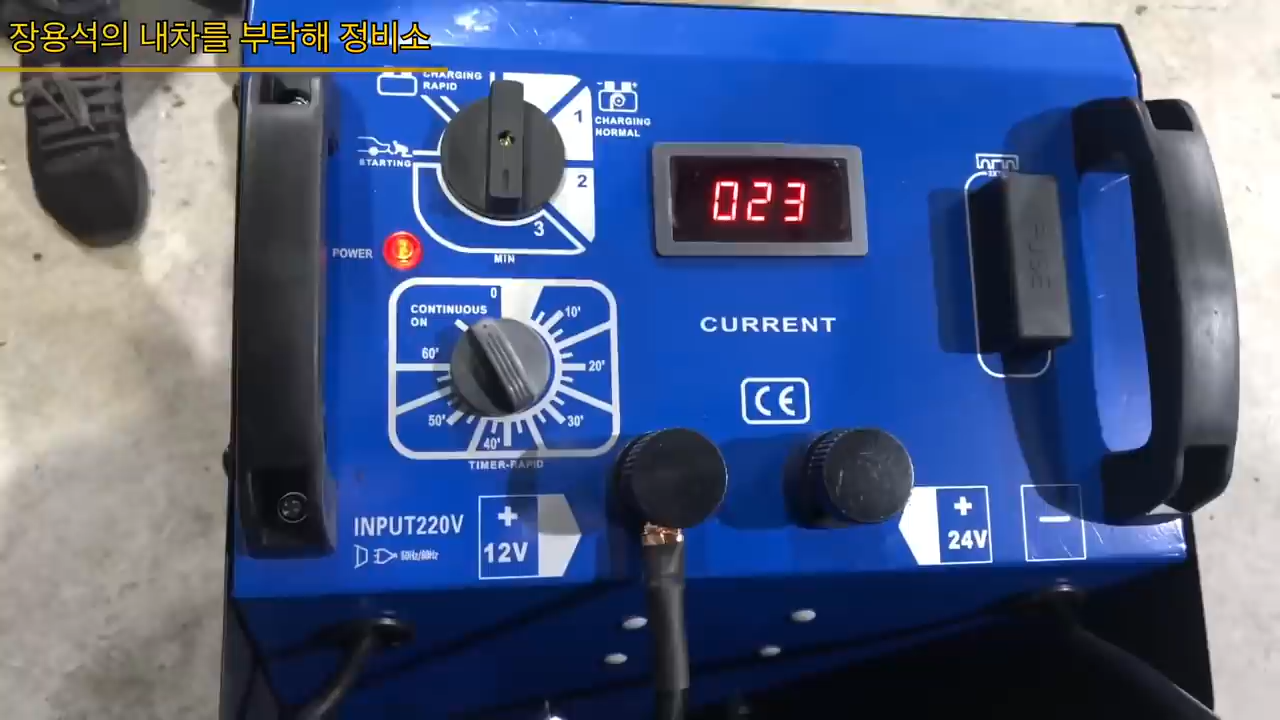 장용석의 내차를 부탁해 정비소
CHARGING
RAPID
1
CHARGING
NORMAL
STARTING
2
3
MIN
POWER
023
CURRENT
CONTINUOUS
ON
0
10'
20'
30'
40'
50'
60'
TIMER-RAPID
CE
INPUT220V
50Hz/60Hz
+
12V
+
24V
−